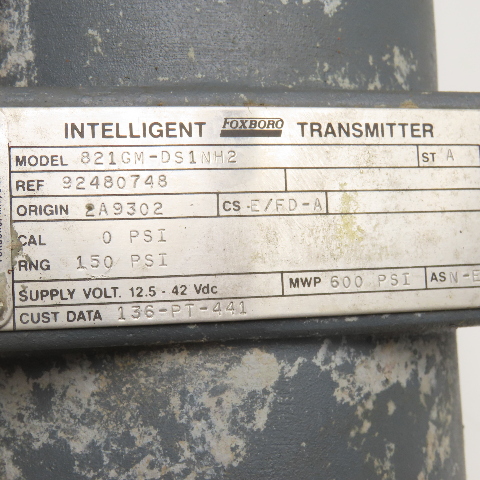 INTELLIGENT FOXBORO TRANSMITTER
MODEL 821GM-DS1NH2 ST A
REF 92480748
ORIGIN 2A9302 CS E/FD-A
CAL 0 PSI
RNG 150 PSI
SUPPLY VOLT. 12.5 - 42 Vdc MWP 600 PSI AS N-E
CUST DATA 136-PT-441